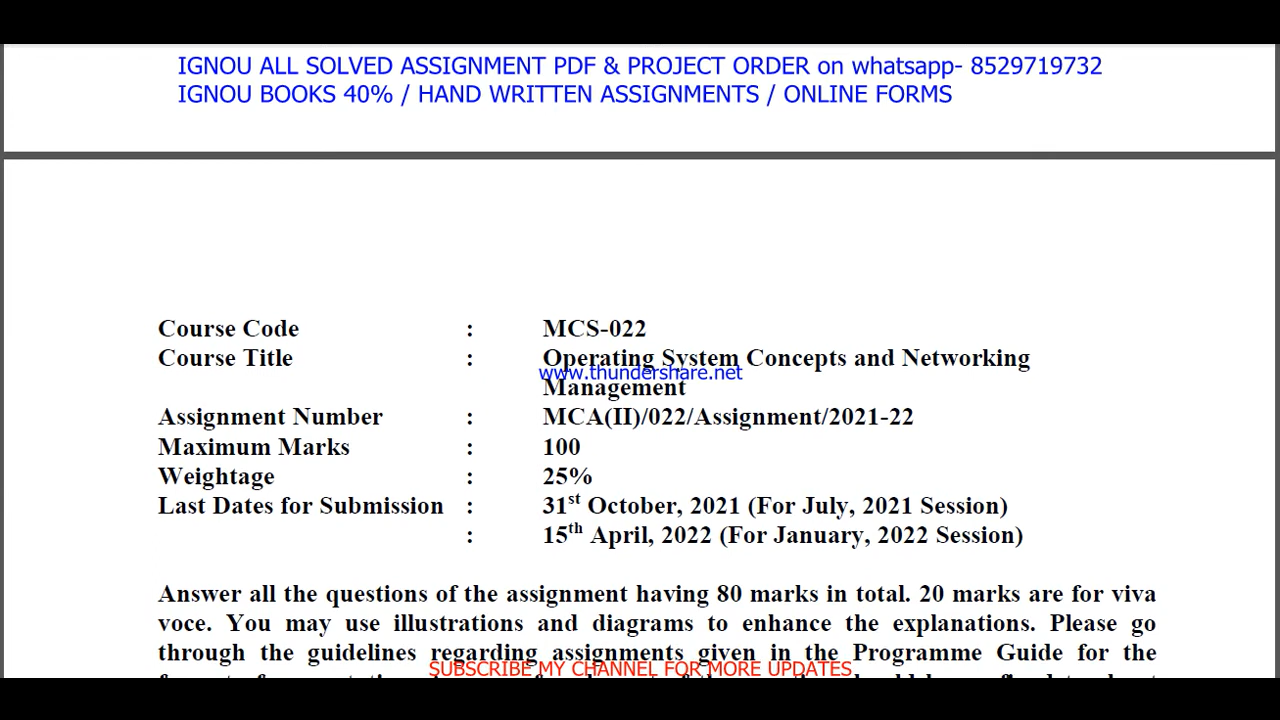 IGNOU ALL SOLVED ASSIGNMENT PDF & PROJECT ORDER on whatsapp- 8529719732
IGNOU BOOKS 40% / HAND WRITTEN ASSIGNMENTS / ONLINE FORMS
Course Code : MCS-022
Course Title : Operating System Concepts and Networking
www.thundershare.net
Management
Assignment Number : MCA(II)/022/Assignment/2021-22
Maximum Marks : 100
Weightage : 25%
Last Dates for Submission : 31st October, 2021 (For July, 2021 Session)
: 15th April, 2022 (For January, 2022 Session)
Answer all the questions of the assignment having 80 marks in total. 20 marks are for viva
voce. You may use illustrations and diagrams to enhance the explanations. Please go
through the guidelines regarding assignments given in the Programme Guide for the
SUBSCRIBE MY CHANNEL FOR MORE UPDATES